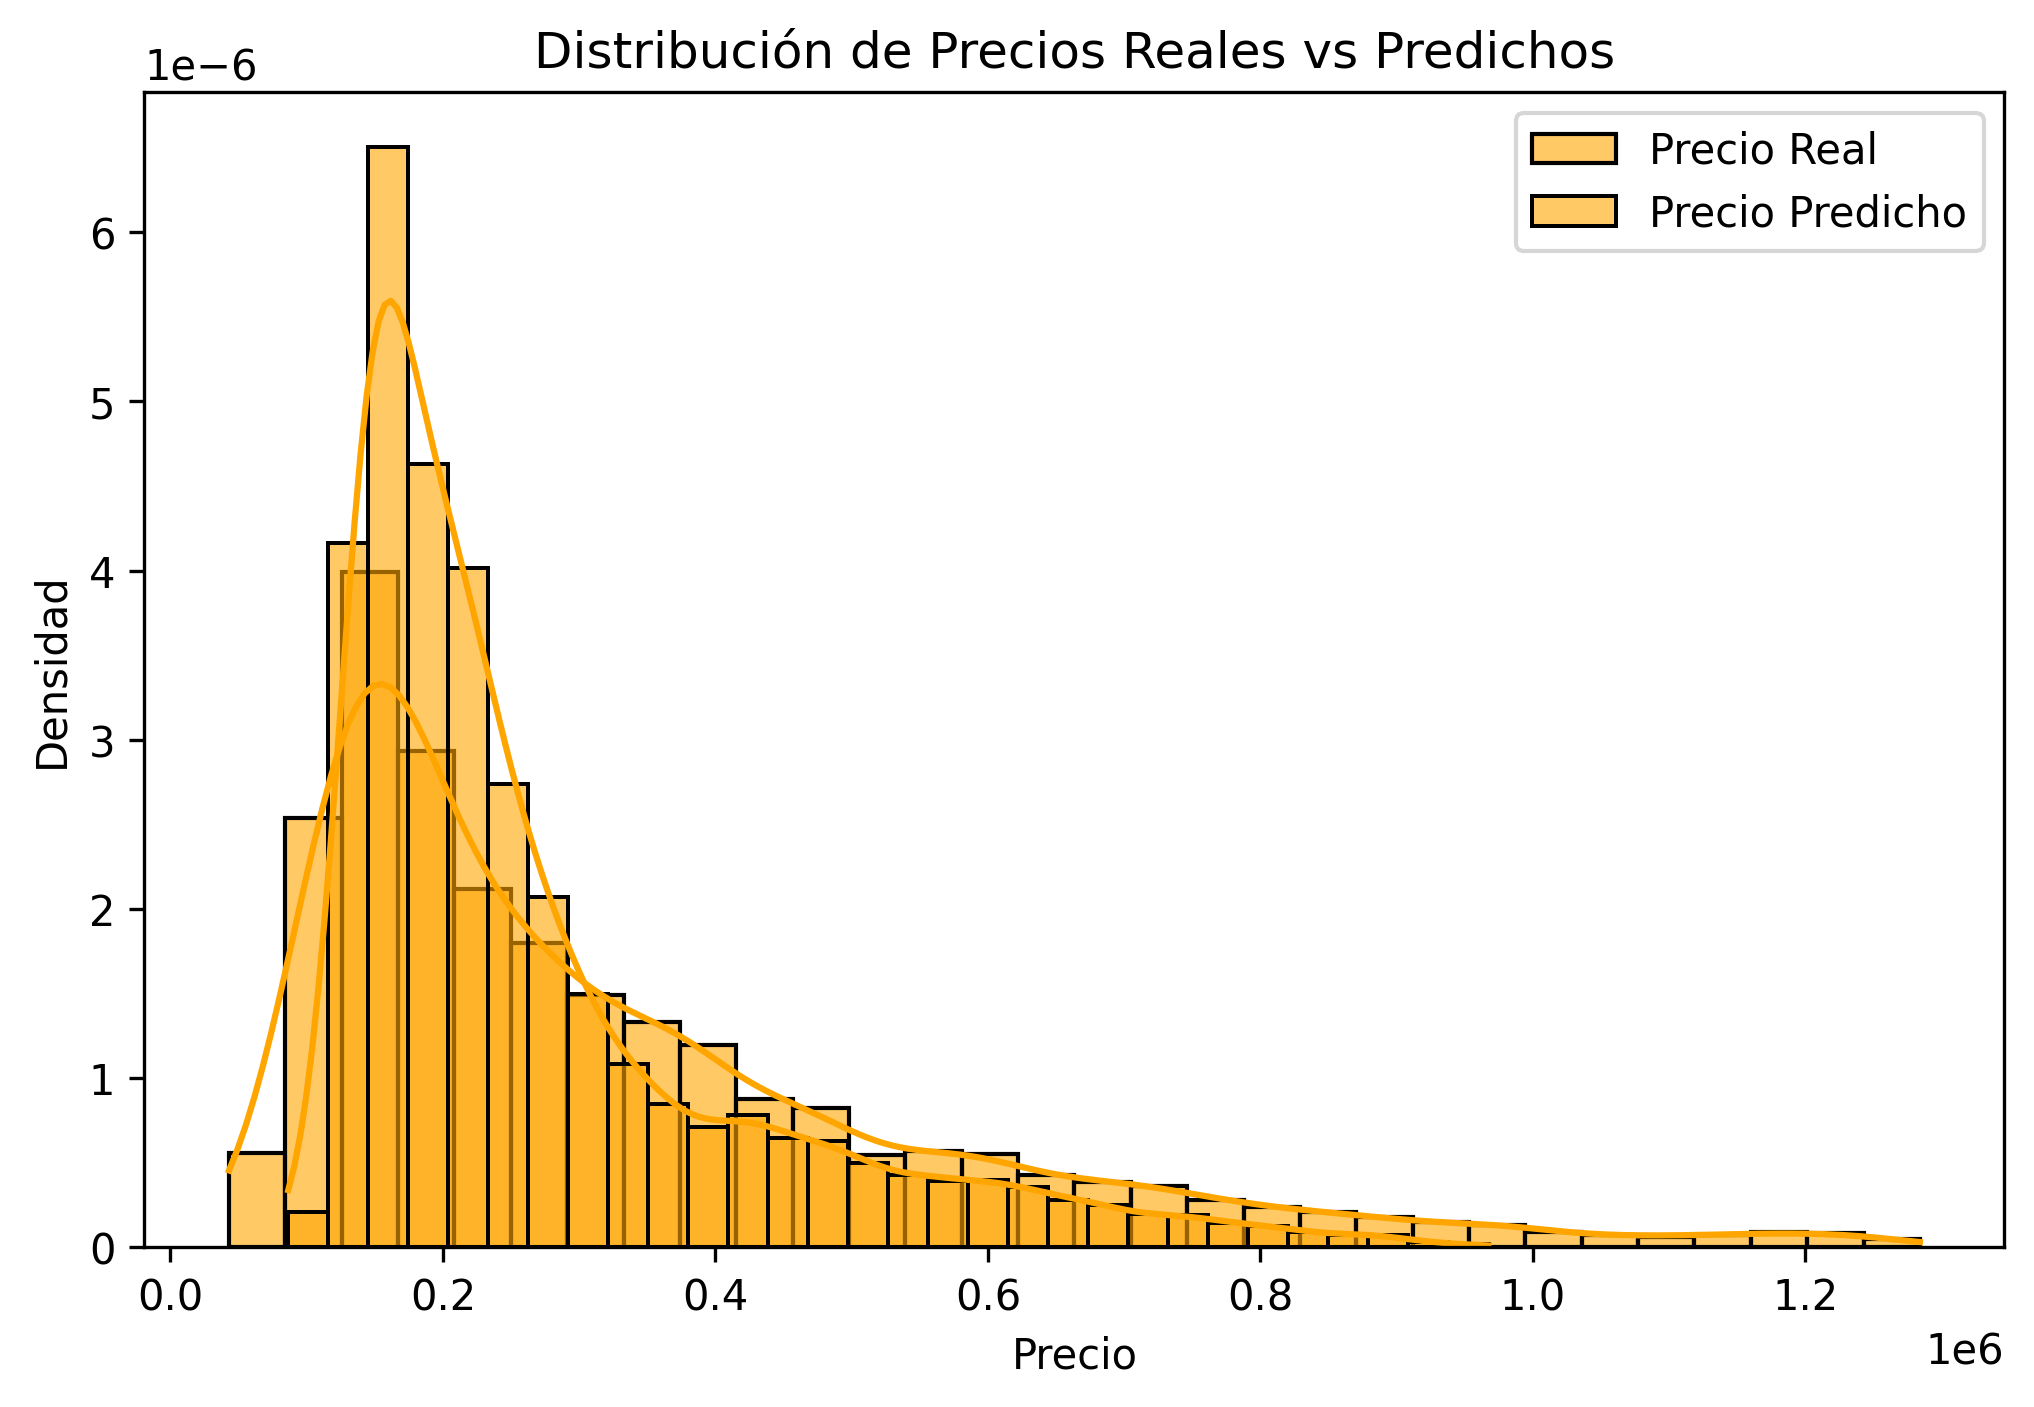 Distribución de Precios Reales vs Predichos
1e−6
Precio Real
Precio Predicho
6
5
4
3
2
1
0
Densidad
0.0 0.2 0.4 0.6 0.8 1.0 1.2
1e6
Precio